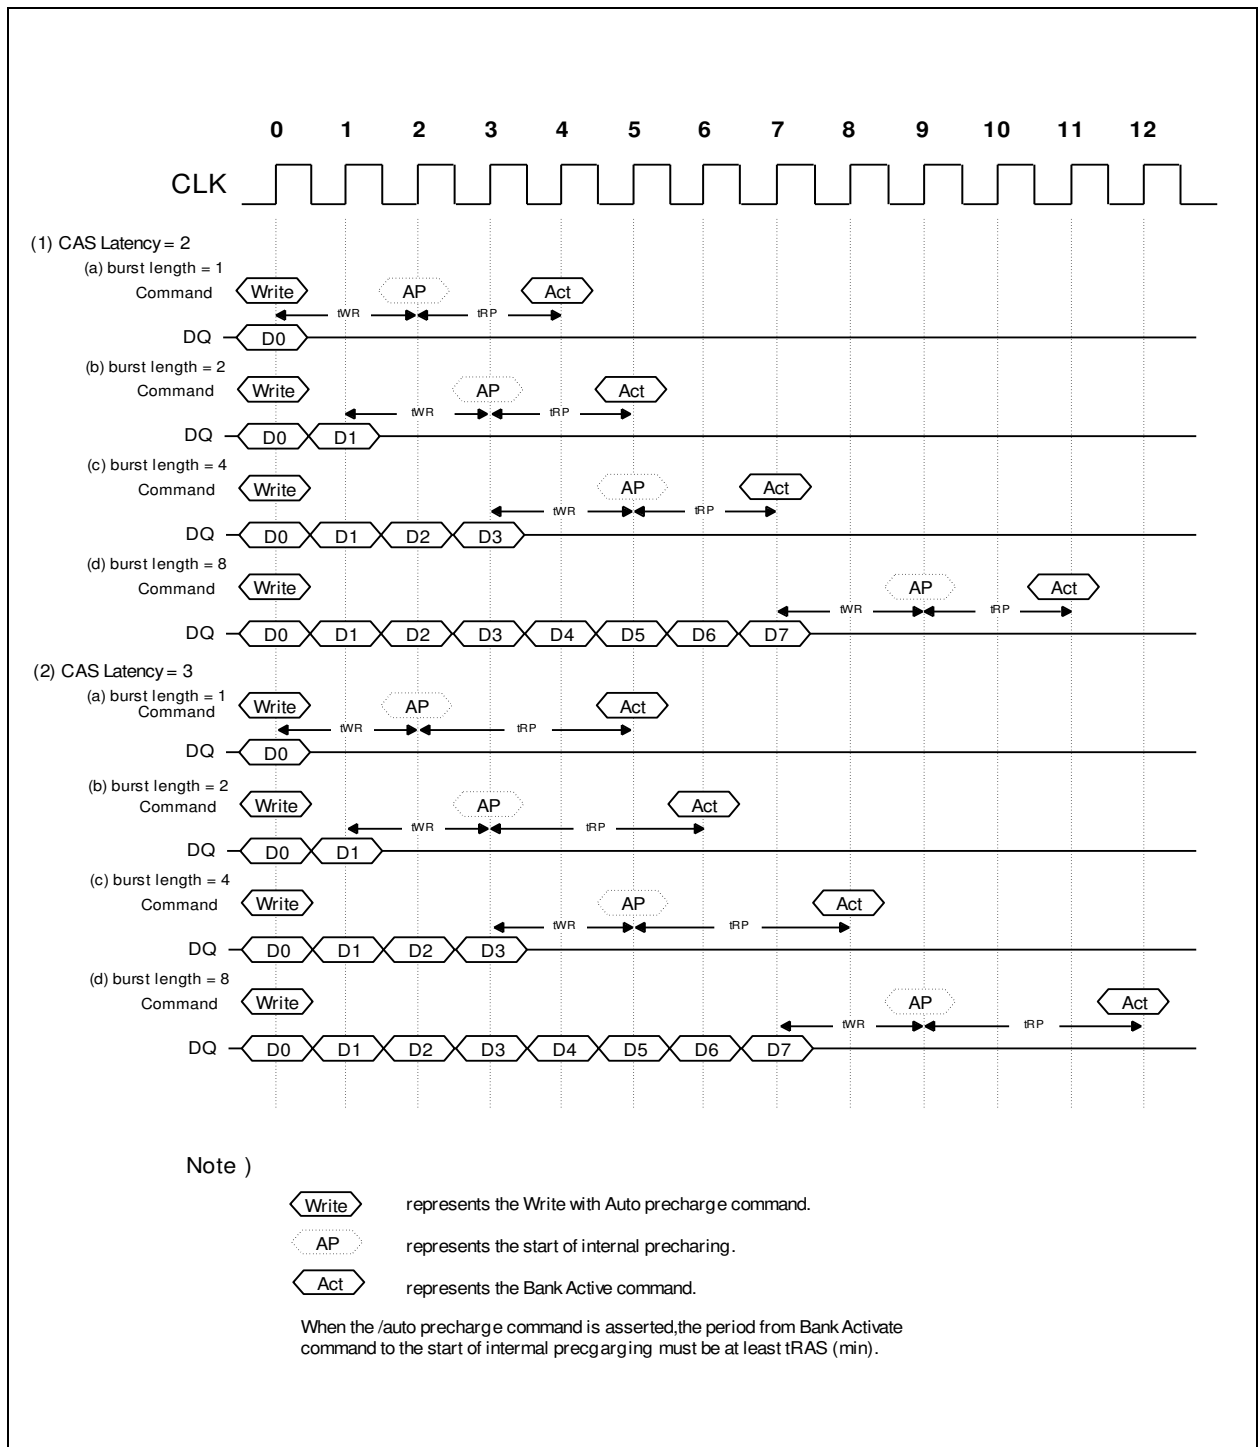 0 1 2 3 4 5 6 7 8 9 10 11 12
CLK
(1) CAS Latency = 2
(a) burst length = 1
Command Write AP Act
tWR tRP
DQ D0
(b) burst length = 2
Command Write AP Act
tWR tRP
DQ D0 D1
(c) burst length = 4
Command Write AP Act
tWR tRP
DQ D0 D1 D2 D3
(d) burst length = 8
Command Write AP Act
tWR tRP
DQ D0 D1 D2 D3 D4 D5 D6 D7
(2) CAS Latency = 3
(a) burst length = 1
Command Write AP Act
tWR tRP
DQ D0
(b) burst length = 2
Command Write AP Act
tWR tRP
DQ D0 D1
(c) burst length = 4
Command Write AP Act
tWR tRP
DQ D0 D1 D2 D3
(d) burst length = 8
Command Write AP Act
tWR tRP
DQ D0 D1 D2 D3 D4 D5 D6 D7
Note )
Write represents the Write with Auto precharge command.
AP represents the start of internal precharing.
Act represents the Bank Active command.
When the /auto precharge command is asserted,the period from Bank Activate
command to the start of intermal precgarging must be at least tRAS (min).